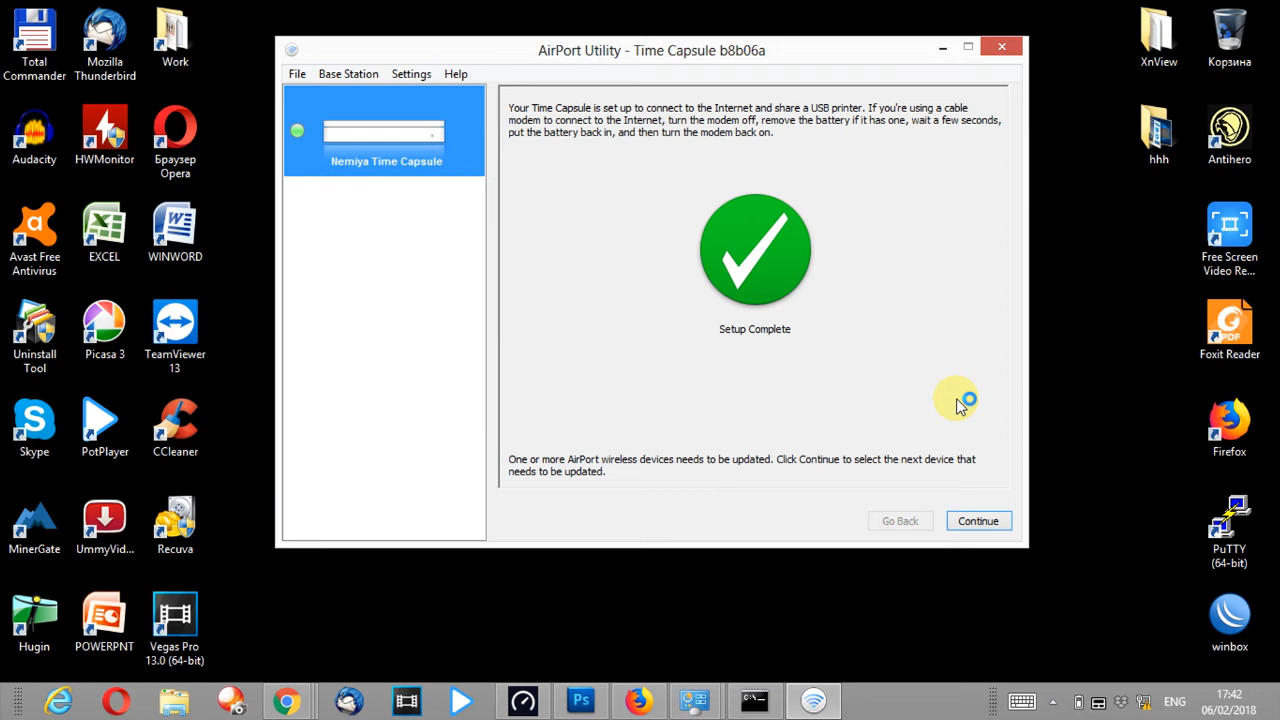 Total
Commander
Mozilla
Thunderbird
Work
Audacity
HWMonitor
Браузер
Opera
Avast Free
Antivirus
EXCEL
WINWORD
Uninstall
Tool
Picasa 3
TeamViewer
13
Skype
PotPlayer
CCleaner
MinerGate
UmmyVid...
Recuva
Hugin
POWERPNT
Vegas Pro
13.0 (64-bit)
AirPort Utility - Time Capsule b8b06a
File Base Station Settings Help
Nemiya Time Capsule
Your Time Capsule is set up to connect to the Internet and share a USB printer. If you're using a cable
modem to connect to the Internet, turn the modem off, remove the battery if it has one, wait a few seconds,
put the battery back in, and then turn the modem back on.
Setup Complete
One or more AirPort wireless devices needs to be updated. Click Continue to select the next device that
needs to be updated.
Go Back Continue
XnView
Корзина
hhh
Antihero
Free Screen
Video Re...
PDF
Foxit Reader
Firefox
PuTTY
(64-bit)
winbox
Ps
ENG
17:42
06/02/2018